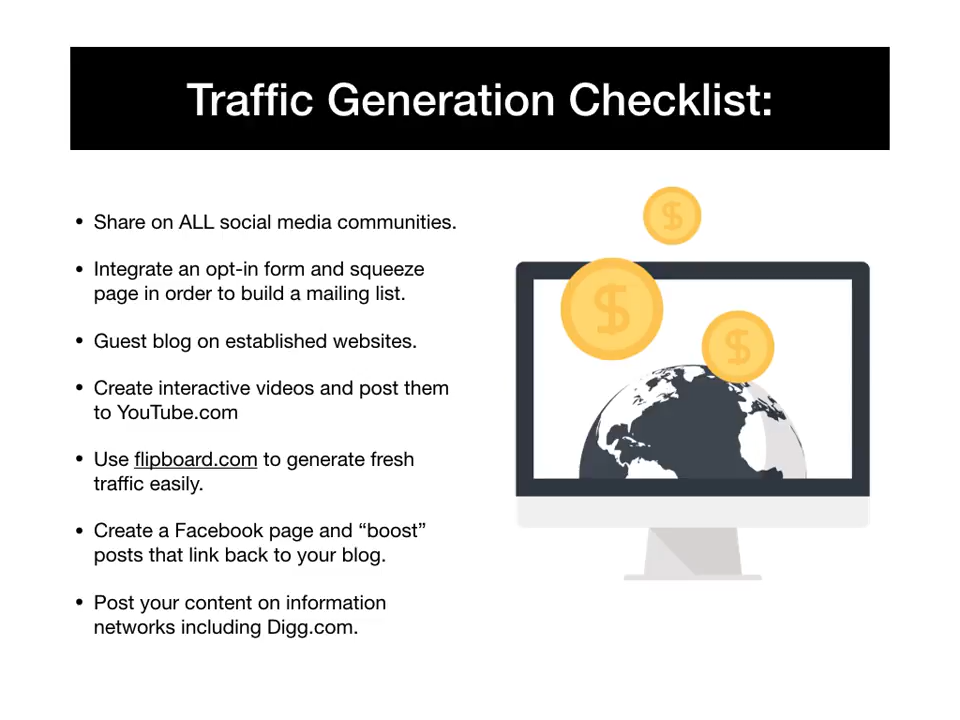 Traffic Generation Checklist:
• Share on ALL social media communities.
• Integrate an opt-in form and squeeze
page in order to build a mailing list.
• Guest blog on established websites.
• Create interactive videos and post them
to YouTube.com
• Use flipboard.com to generate fresh
traffic easily.
• Create a Facebook page and “boost”
posts that link back to your blog.
• Post your content on information
networks including Digg.com.
$
$
$